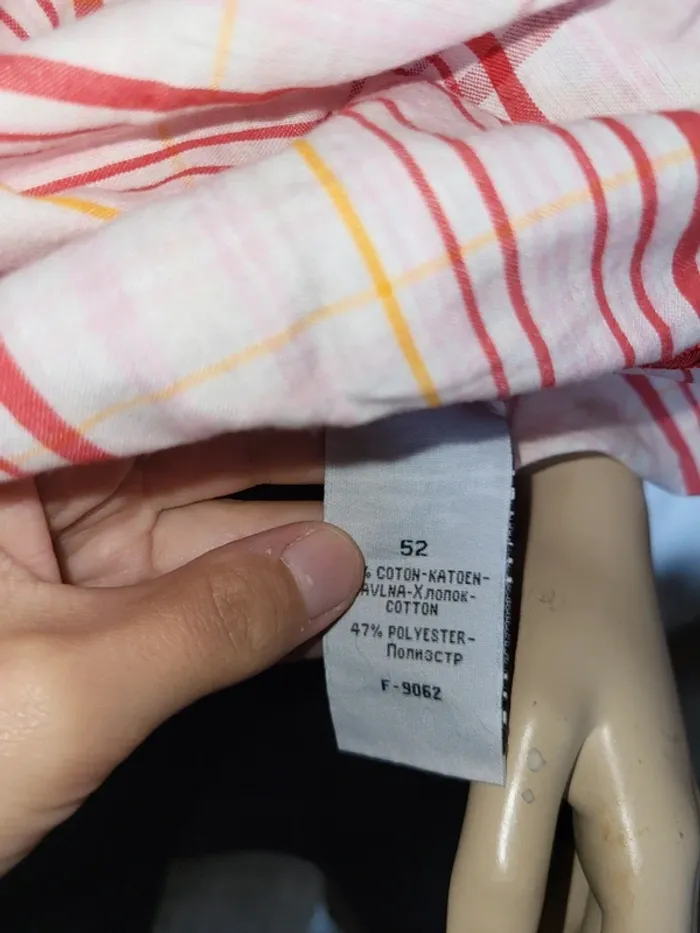 52
% COTON-KATOEN-
AVLNA-Хлопок-
COTTON
47% POLYESTER-
Полиэстр
F-9062